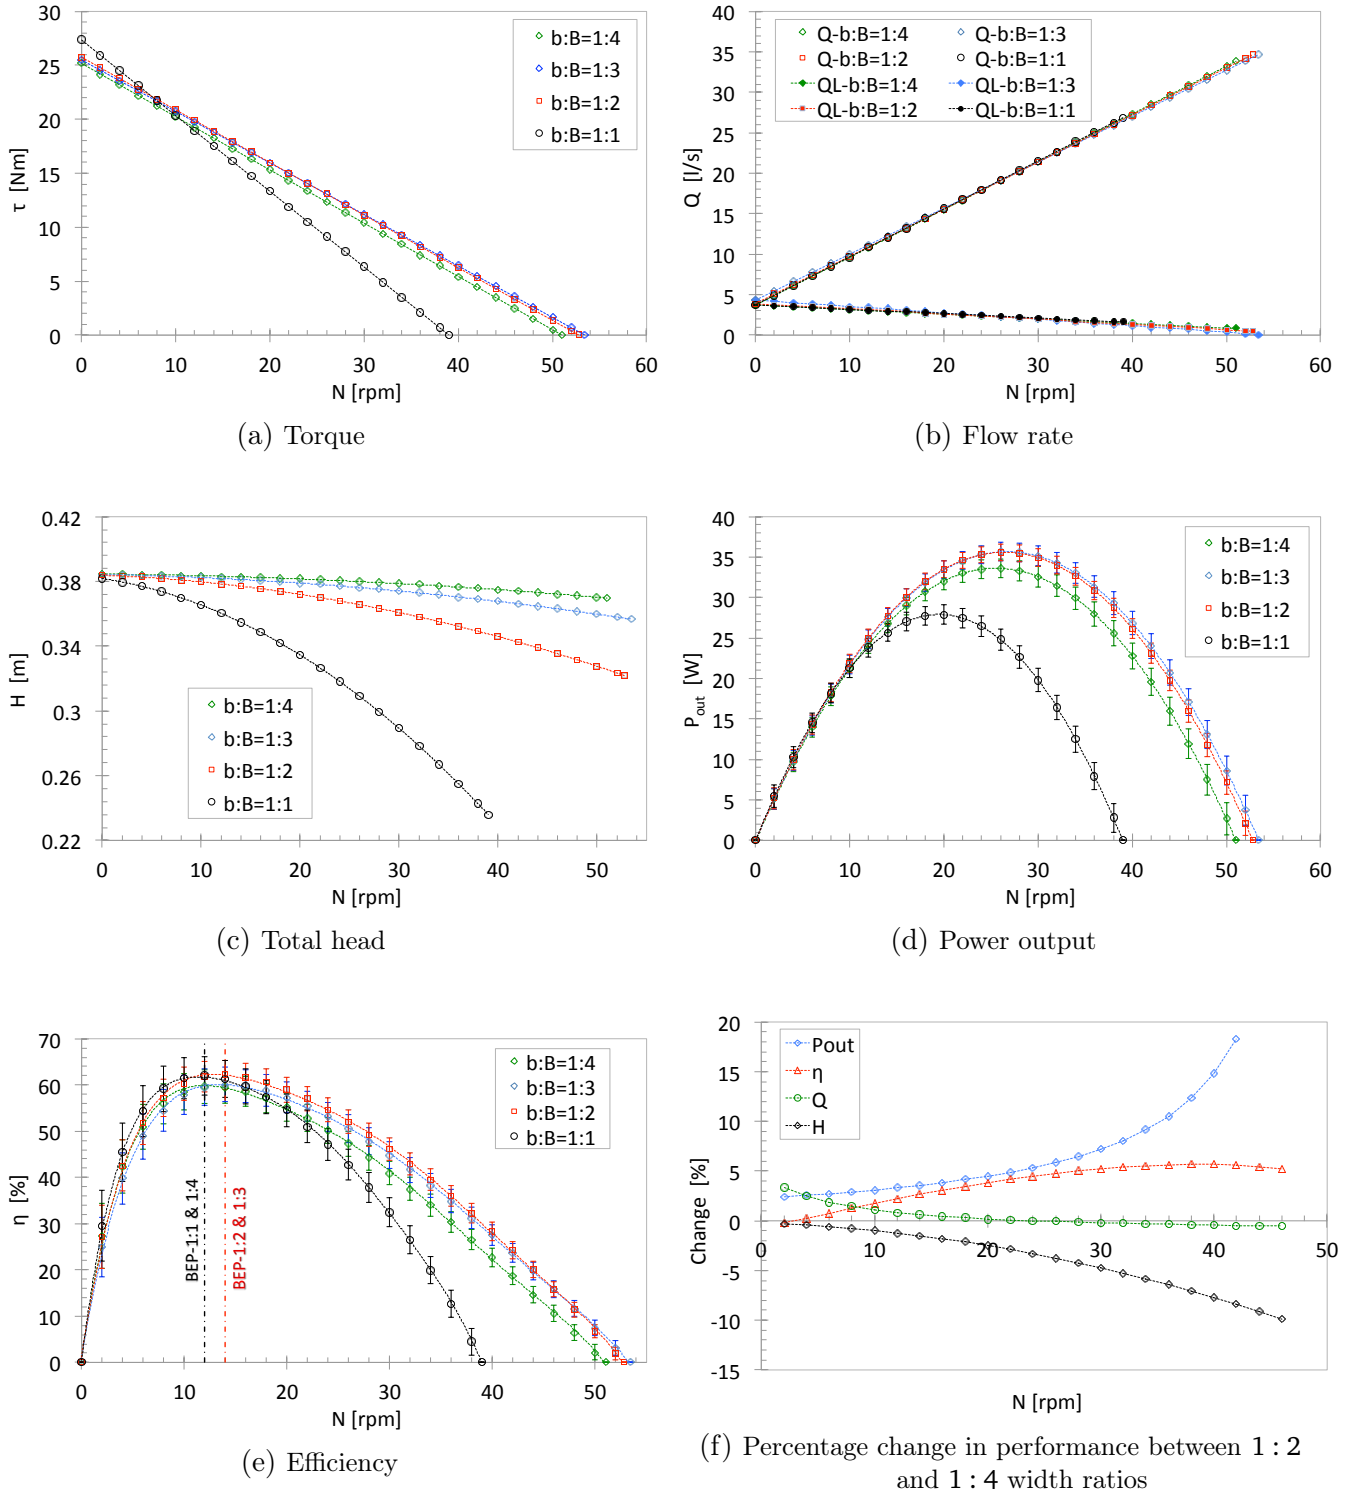 30
25
20
15
10
5
0
τ [Nm]
0 10 20 30 40 50 60
N [rpm]
b:B=1:4
b:B=1:3
b:B=1:2
b:B=1:1
(a) Torque
40
35
30
25
20
15
10
5
0
Q [l/s]
0 10 20 30 40 50 60
N [rpm]
Q-b:B=1:4 Q-b:B=1:3
Q-b:B=1:2 Q-b:B=1:1
QL-b:B=1:4 QL-b:B=1:3
QL-b:B=1:2 QL-b:B=1:1
(b) Flow rate
0.42
0.38
0.34
0.3
0.26
0.22
H [m]
0 10 20 30 40 50
N [rpm]
b:B=1:4
b:B=1:3
b:B=1:2
b:B=1:1
(c) Total head
40
35
30
25
20
15
10
5
0
Pout [W]
0 10 20 30 40 50 60
N [rpm]
b:B=1:4
b:B=1:3
b:B=1:2
b:B=1:1
(d) Power output
70
60
50
40
30
20
10
0
η [%]
0 10 20 30 40 50
N [rpm]
b:B=1:4
b:B=1:3
b:B=1:2
b:B=1:1
BEP-1:1 & 1:4
BEP-1:2 & 1:3
(e) Efficiency
20
15
10
5
0
-5
-10
-15
Change [%]
0 10 20 30 40 50
N [rpm]
Pout
η
Q
H
(f) Percentage change in performance between 1:2
and 1:4 width ratios